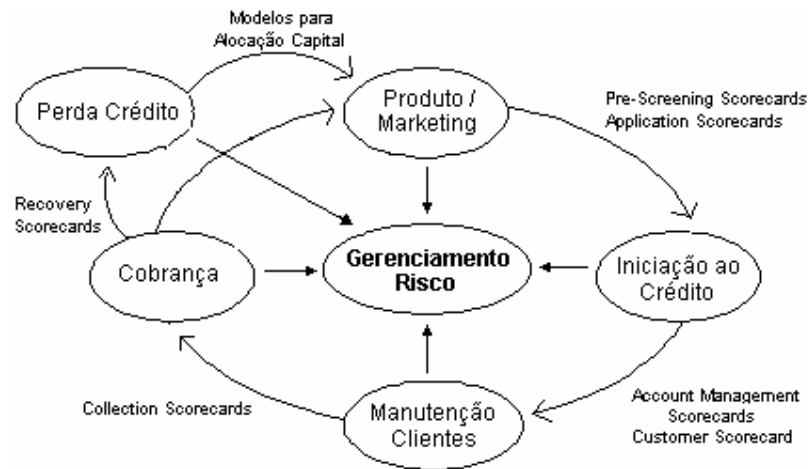 Modelos para
Alocação Capital
Perda Crédito
Produto /
Marketing
Pre-Screening Scorecards
Application Scorecards
Recovery
Scorecards
Cobrança
Gerenciamento
Risco
Iniciação ao
Crédito
Collection Scorecards
Manutenção
Clientes
Account Management
Scorecards
Customer Scorecard